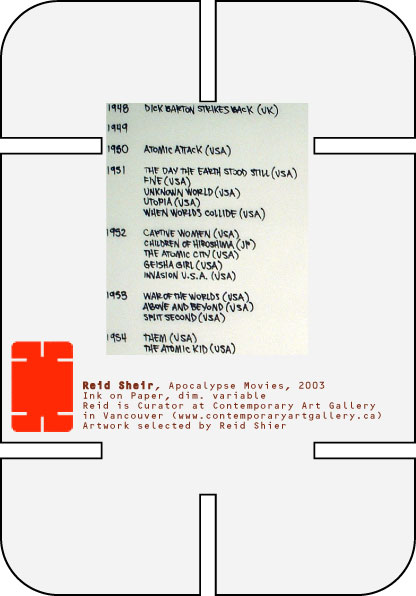 1948 DICK BARTON STRIKES BACK (UK)
1949
1950 ATOMIC ATTACK (USA)
1951 THE DAY THE EARTH STOOD STILL (USA)
FIVE (USA)
UNKNOWN WORLD (USA)
UTOPIA (USA)
WHEN WORLDS COLLIDE (USA)
1952 CAPTIVE WOMEN (USA)
CHILDREN OF HIROSHIMA (JP)
THE ATOMIC CITY (USA)
GEISHA GIRL (USA)
INVASION U.S.A. (USA)
1953 WAR OF THE WORLDS (USA)
ABOVE AND BEYOND (USA)
SPLIT SECOND (USA)
1954 THEM (USA)
THE ATOMIC KID (USA)
Reid Sheir, Apocalypse Movies, 2003
Ink on Paper, dim. variable
Reid is Curator at Contemporary Art Gallery
in Vancouver (www.contemporaryartgallery.ca)
Artwork selected by Reid Shier